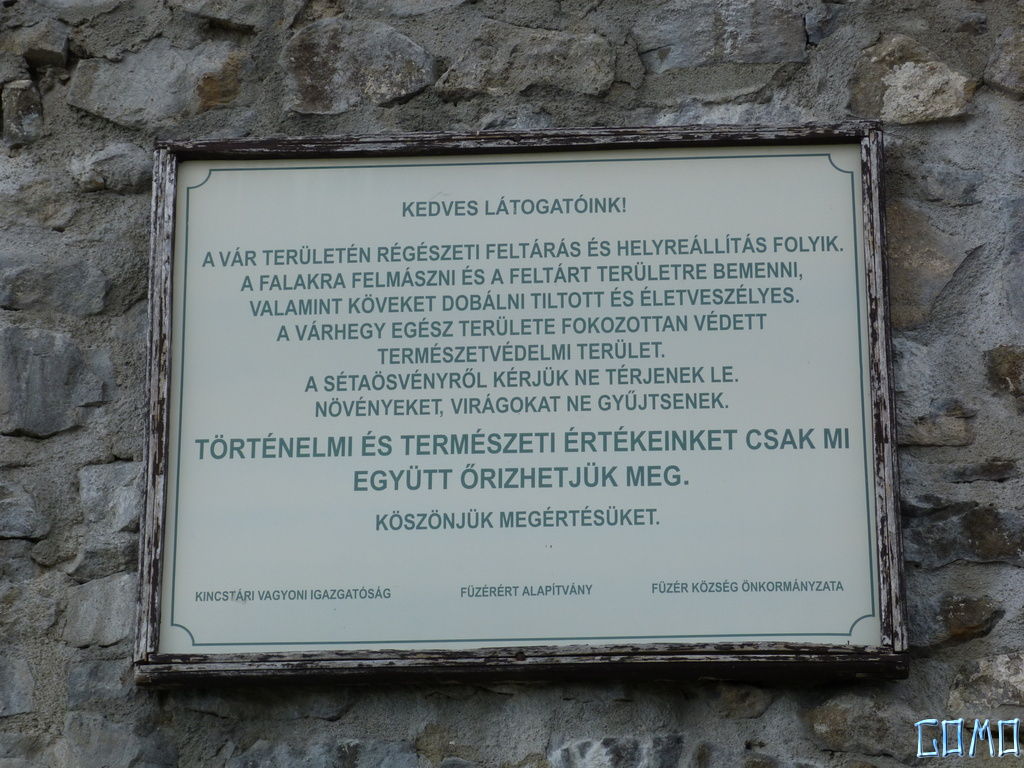 KEDVES LÁTOGATÓINK!
A VÁR TERÜLETÉN RÉGÉSZETI FELTÁRÁS ÉS HELYREÁLLÍTÁS FOLYIK.
A FALAKRA FELMÁSZNI ÉS A FELTÁRT TERÜLETRE BEMENNI,
VALAMINT KÖVEKET DOBÁLNI TILTOTT ÉS ÉLETVESZÉLYES.
A VÁRHEGY EGÉSZ TERÜLETE FOKOZOTTAN VÉDETT
TERMÉSZETVÉDELMI TERÜLET.
A SÉTAÖSVÉNYRŐL KÉRJÜK NE TÉRJENEK LE.
NÖVÉNYEKET, VIRÁGOKAT NE GYŰJTSENEK.
TÖRTÉNELMI ÉS TERMÉSZETI ÉRTÉKEINKET CSAK MI
EGYÜTT ŐRIZHETJÜK MEG.
KÖSZÖNJÜK MEGÉRTÉSÜKET.
KINCSTÁRI VAGYONI IGAZGATÓSÁG FÜZÉRÉRT ALAPÍTVÁNY FÜZÉR KÖZSÉG ÖNKORMÁNYZATA
GOMO